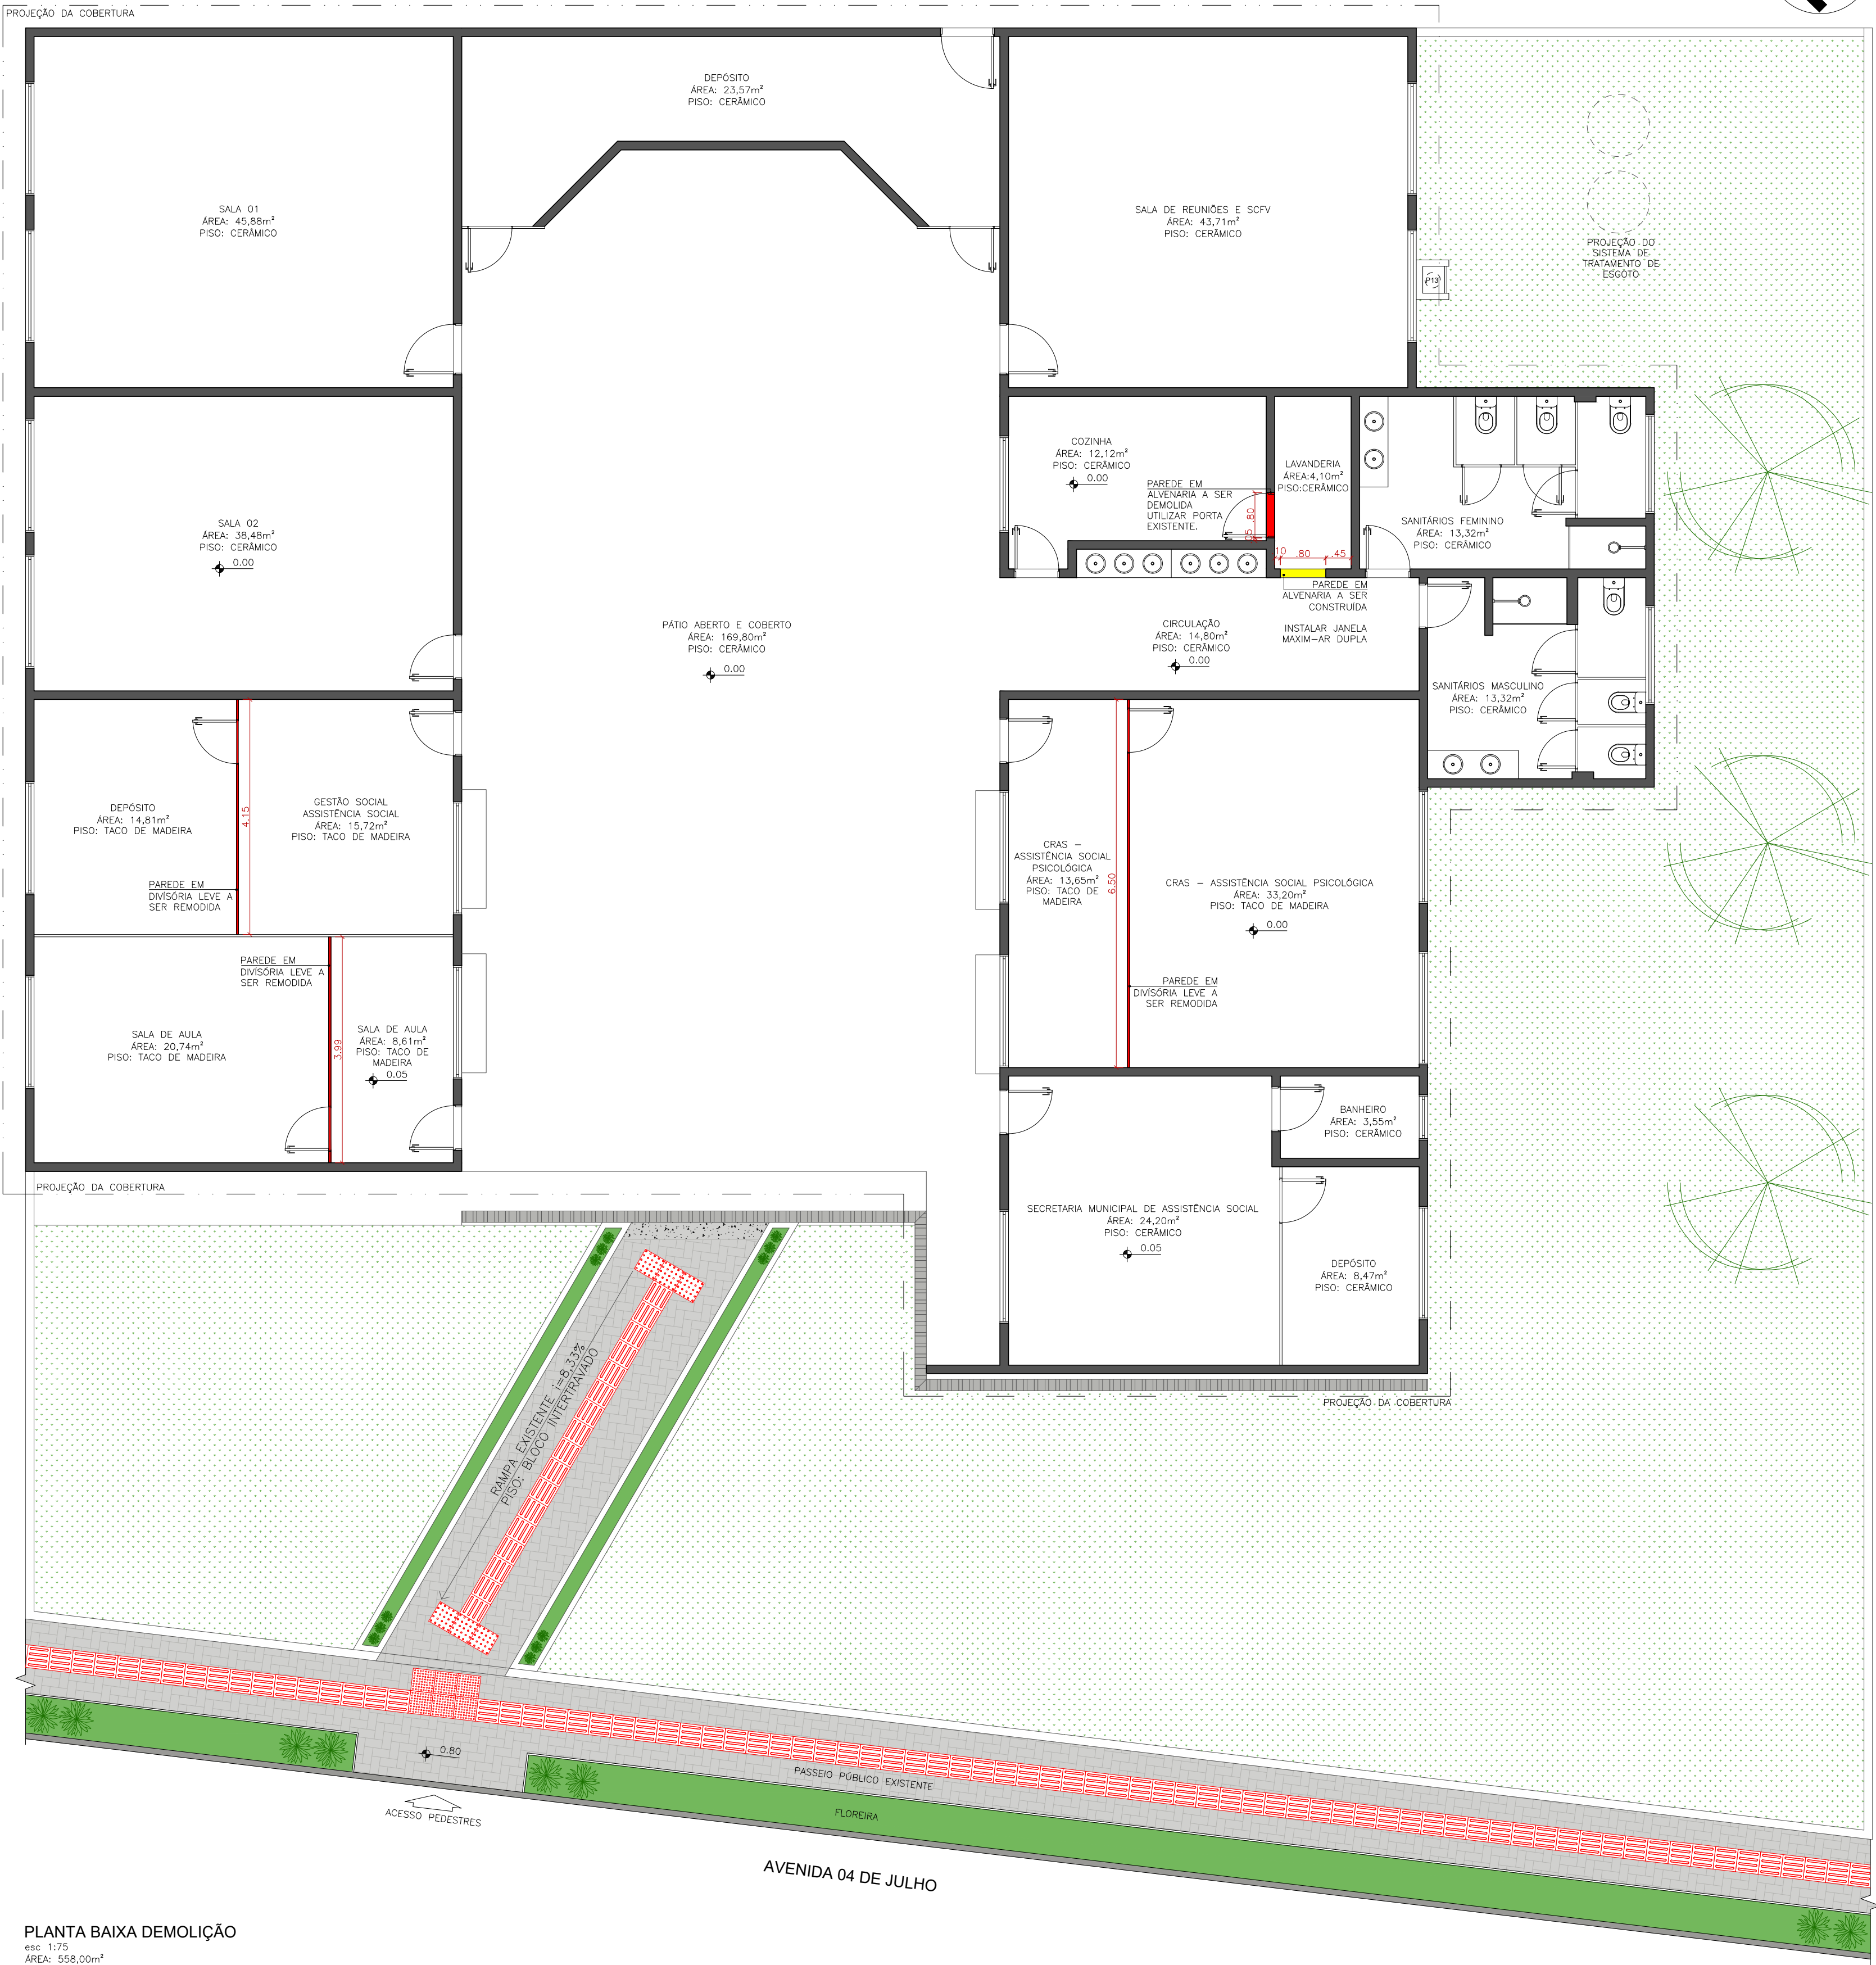 PROJEÇÃO DA COBERTURA
DEPÓSITO
ÁREA: 23,57m²
PISO: CERÂMICO
SALA 01
ÁREA: 45,88m²
PISO: CERÂMICO
SALA DE REUNIÕES E SCFV
ÁREA: 43,71m²
PISO: CERÂMICO
PROJEÇÃO DO
SISTEMA DE
TRATAMENTO DE
ESGOTO
P13
COZINHA
ÁREA: 12,12m²
PISO: CERÂMICO
0.00
PAREDE EM
ALVENARIA A SER
DEMOLIDA
UTILIZAR PORTA
EXISTENTE.
.80
.05
LAVANDERIA
ÁREA:4,10m²
PISO:CERÂMICO
.10 .80 .45
SANITÁRIOS FEMININO
ÁREA: 13,32m²
PISO: CERÂMICO
SALA 02
ÁREA: 38,48m²
PISO: CERÂMICO
0.00
PAREDE EM
ALVENARIA A SER
CONSTRUÍDA
INSTALAR JANELA
MAXIM-AR DUPLA
PÁTIO ABERTO E COBERTO
ÁREA: 169,80m²
PISO: CERÂMICO
0.00
CIRCULAÇÃO
ÁREA: 14,80m²
PISO: CERÂMICO
0.00
SANITÁRIOS MASCULINO
ÁREA: 13,32m²
PISO: CERÂMICO
DEPÓSITO
ÁREA: 14,81m²
PISO: TACO DE MADEIRA
4.15
GESTÃO SOCIAL
ASSISTÊNCIA SOCIAL
ÁREA: 15,72m²
PISO: TACO DE MADEIRA
PAREDE EM
DIVÍSÓRIA LEVE A
SER REMODIDA
CRAS –
ASSISTÊNCIA SOCIAL
PSICOLÓGICA
ÁREA: 13,65m²
PISO: TACO DE
MADEIRA
6.50
CRAS – ASSISTÊNCIA SOCIAL PSICOLÓGICA
ÁREA: 33,20m²
PISO: TACO DE MADEIRA
0.00
PAREDE EM
DIVÍSÓRIA LEVE A
SER REMODIDA
PAREDE EM
DIVÍSÓRIA LEVE A
SER REMODIDA
SALA DE AULA
ÁREA: 20,74m²
PISO: TACO DE MADEIRA
3.99
SALA DE AULA
ÁREA: 8,61m²
PISO: TACO DE
MADEIRA
0.05
BANHEIRO
ÁREA: 3,55m²
PISO: CERÂMICO
PROJEÇÃO DA COBERTURA
SECRETARIA MUNICIPAL DE ASSISTÊNCIA SOCIAL
ÁREA: 24,20m²
PISO: CERÂMICO
0.05
DEPÓSITO
ÁREA: 8,47m²
PISO: CERÂMICO
PROJEÇÃO DA COBERTURA
RAMPA EXISTENTE i=8,33%
PISO: BLOCO INTERTRAVADO
0.80
PASSEIO PÚBLICO EXISTENTE
FLOREIRA
ACESSO PEDESTRES
AVENIDA 04 DE JULHO
PLANTA BAIXA DEMOLIÇÃO
esc 1:75
ÁREA: 558,00m²